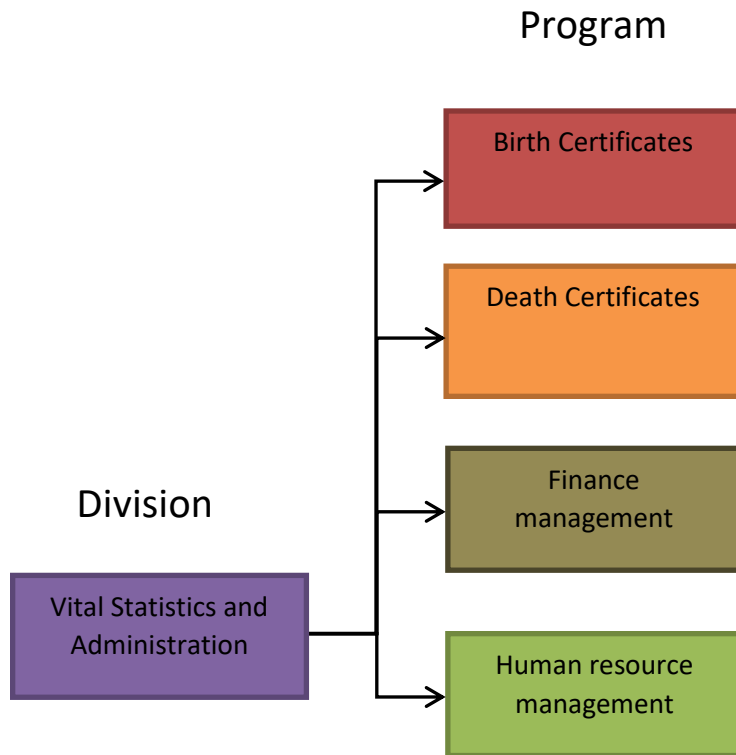 Program
Birth Certificates
Death Certificates
Finance
management
Division
Vital Statistics and
Administration
Human resource
management